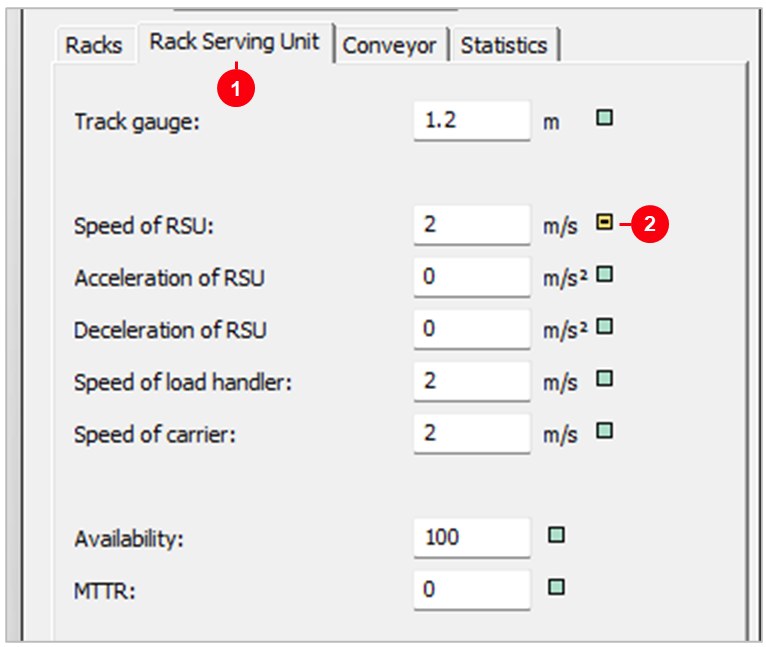 Racks Rack Serving Unit Conveyor Statistics
1
Track gauge: 1.2 m
Speed of RSU: 2 m/s 2
Acceleration of RSU 0 m/s²
Deceleration of RSU 0 m/s²
Speed of load handler: 2 m/s
Speed of carrier: 2 m/s
Availability: 100
MTTR: 0